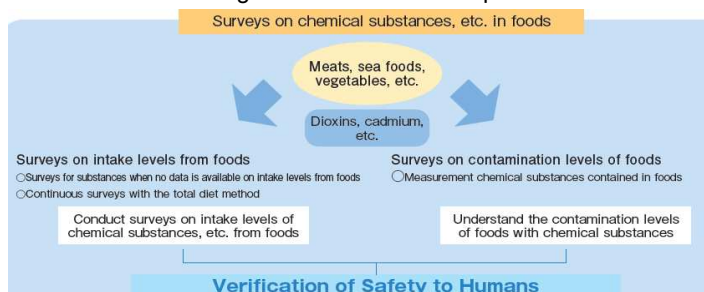 Surveys on chemical substances, etc. in foods
Meats, sea foods,
vegetables, etc.
Dioxins, cadmium,
etc.
Surveys on intake levels from foods
○Surveys for substances when no data is available on intake levels from foods
○Continuous surveys with the total diet method
Conduct surveys on intake levels of
chemical substances, etc. from foods
Surveys on contamination levels of foods
○Measurement chemical substances contained in foods
Understand the contamination levels
of foods with chemical substances
Verification of Safety to Humans